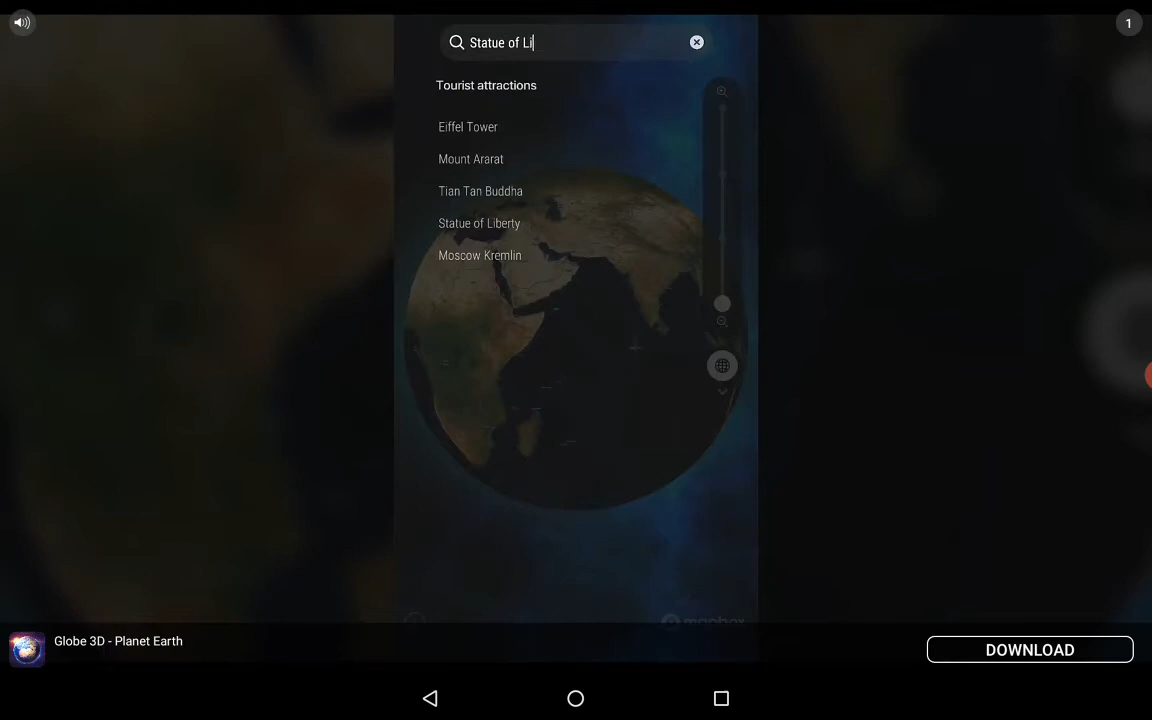 1
Statue of Li
Tourist attractions
Eiffel Tower
Mount Ararat
Tian Tan Buddha
Statue of Liberty
Moscow Kremlin
mapbox
Globe 3D - Planet Earth
DOWNLOAD